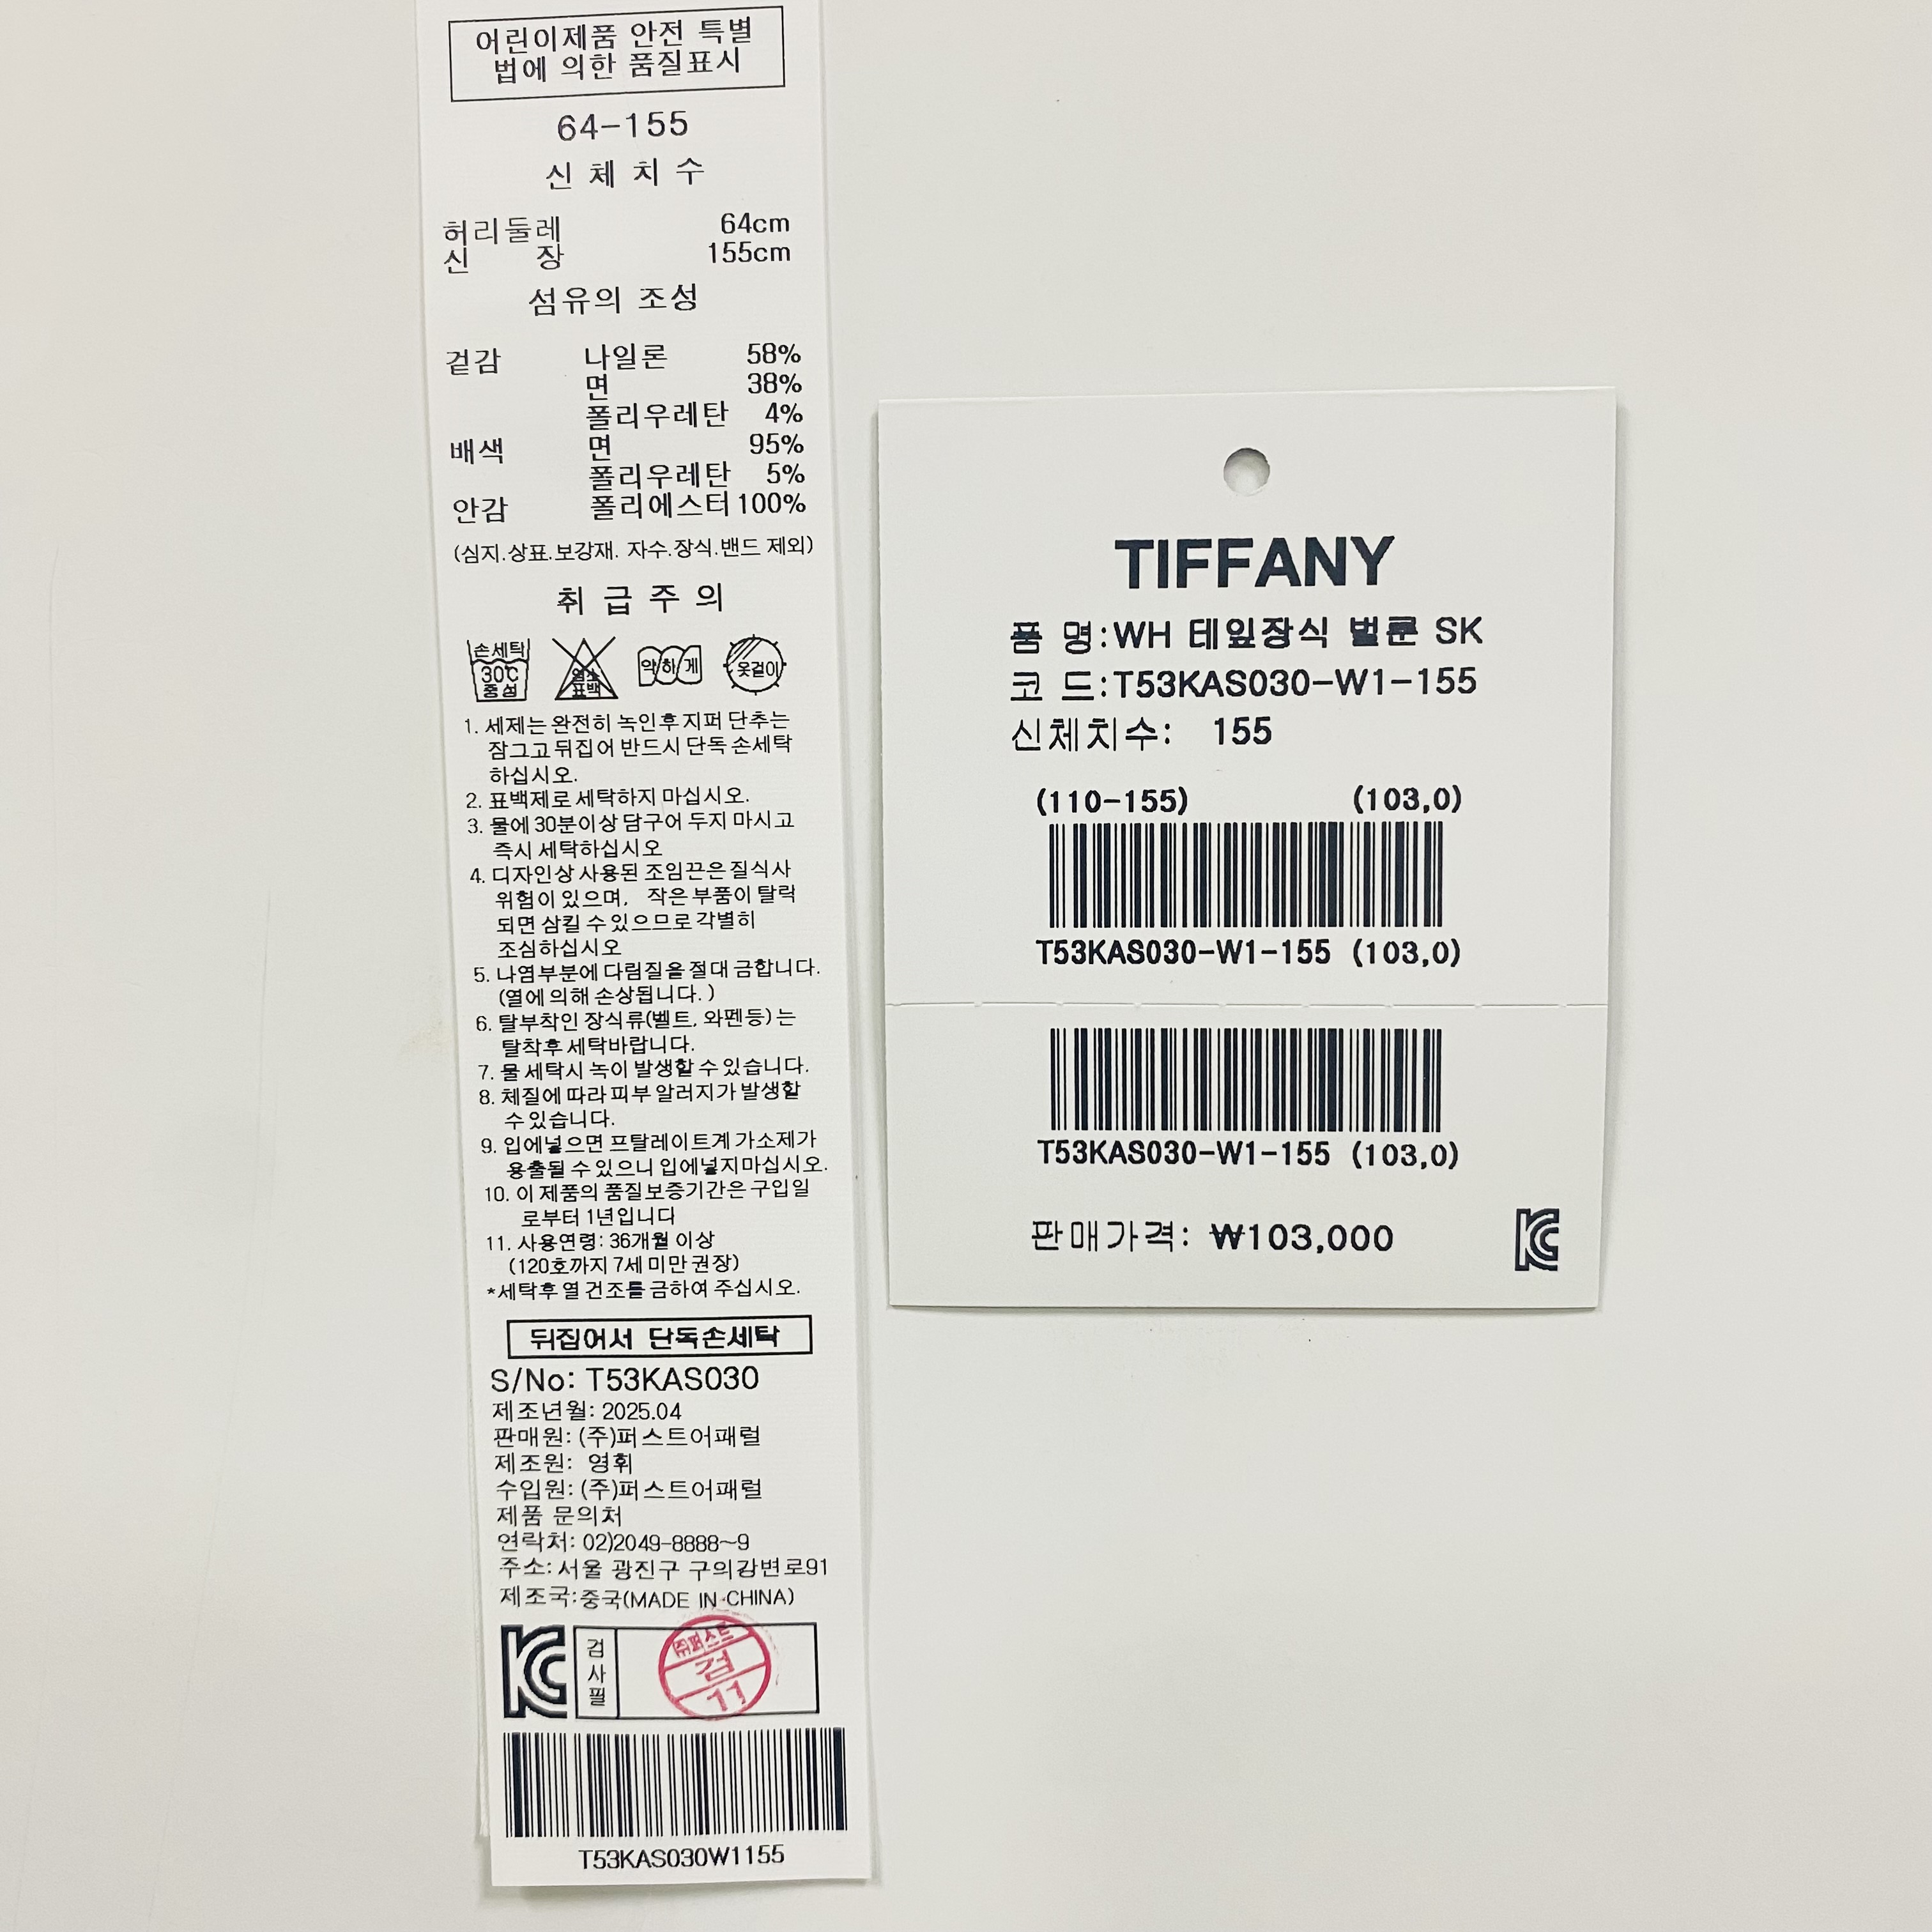 어린이제품 안전 특별
법에 의한 품질표시
64-155
신 체 치 수
허리둘레 64cm
신 장 155cm
섬유의 조성
겉감 나일론 58%
면 38%
폴리우레탄 4%
배색 면 95%
폴리우레탄 5%
안감 폴리에스터 100%
(심지.상표.보강재. 자수.장식.밴드 제외)
취 급 주 의
손세탁
30℃
중성
염소
표백
약하게
옷걸이
1. 세제는 완전히 녹인후 지퍼 단추는
잠그고 뒤집어 반드시 단독 손세탁
하십시오.
2. 표백제로 세탁하지 마십시오.
3. 물에 30분이상 담구어 두지 마시고
즉시 세탁하십시오
4. 디자인상 사용된 조임끈은 질식사
위험이 있으며, 작은 부품이 탈락
되면 삼킬 수 있으므로 각별히
조심하십시오
5. 나염부분에 다림질을 절대 금합니다.
(열에 의해 손상됩니다. )
6. 탈부착인 장식류(벨트, 와펜등) 는
탈착후 세탁바랍니다.
7. 물 세탁시 녹이 발생할 수 있습니다.
8. 체질에 따라 피부 알러지가 발생할
수 있습니다.
9. 입에넣으면 프탈레이트계 가소제가
용출될 수 있으니 입에넣지마십시오.
10. 이 제품의 품질보증기간은 구입일
로부터 1년입니다
11. 사용연령: 36개월 이상
(120호까지 7세 미만 권장)
*세탁후 열 건조를 금하여 주십시오.
뒤집어서 단독손세탁
S/No: T53KAS030
제조년월: 2025.04
판매원: (주)퍼스트어패럴
제조원: 영휘
수입원: (주)퍼스트어패럴
제품 문의처
연락처: 02)2049-8888~9
주소: 서울 광진구 구의강변로91
제조국:중국(MADE IN CHINA)
KC
검사필
㈜퍼스트
검
11
T53KAS030W1155
TIFFANY
품 명:WH 테잎장식 벌룬 SK
코 드:T53KAS030-W1-155
신체치수: 155
(110-155) (103,0)
T53KAS030-W1-155 (103,0)
T53KAS030-W1-155 (103,0)
판매가격: ₩103,000
KC